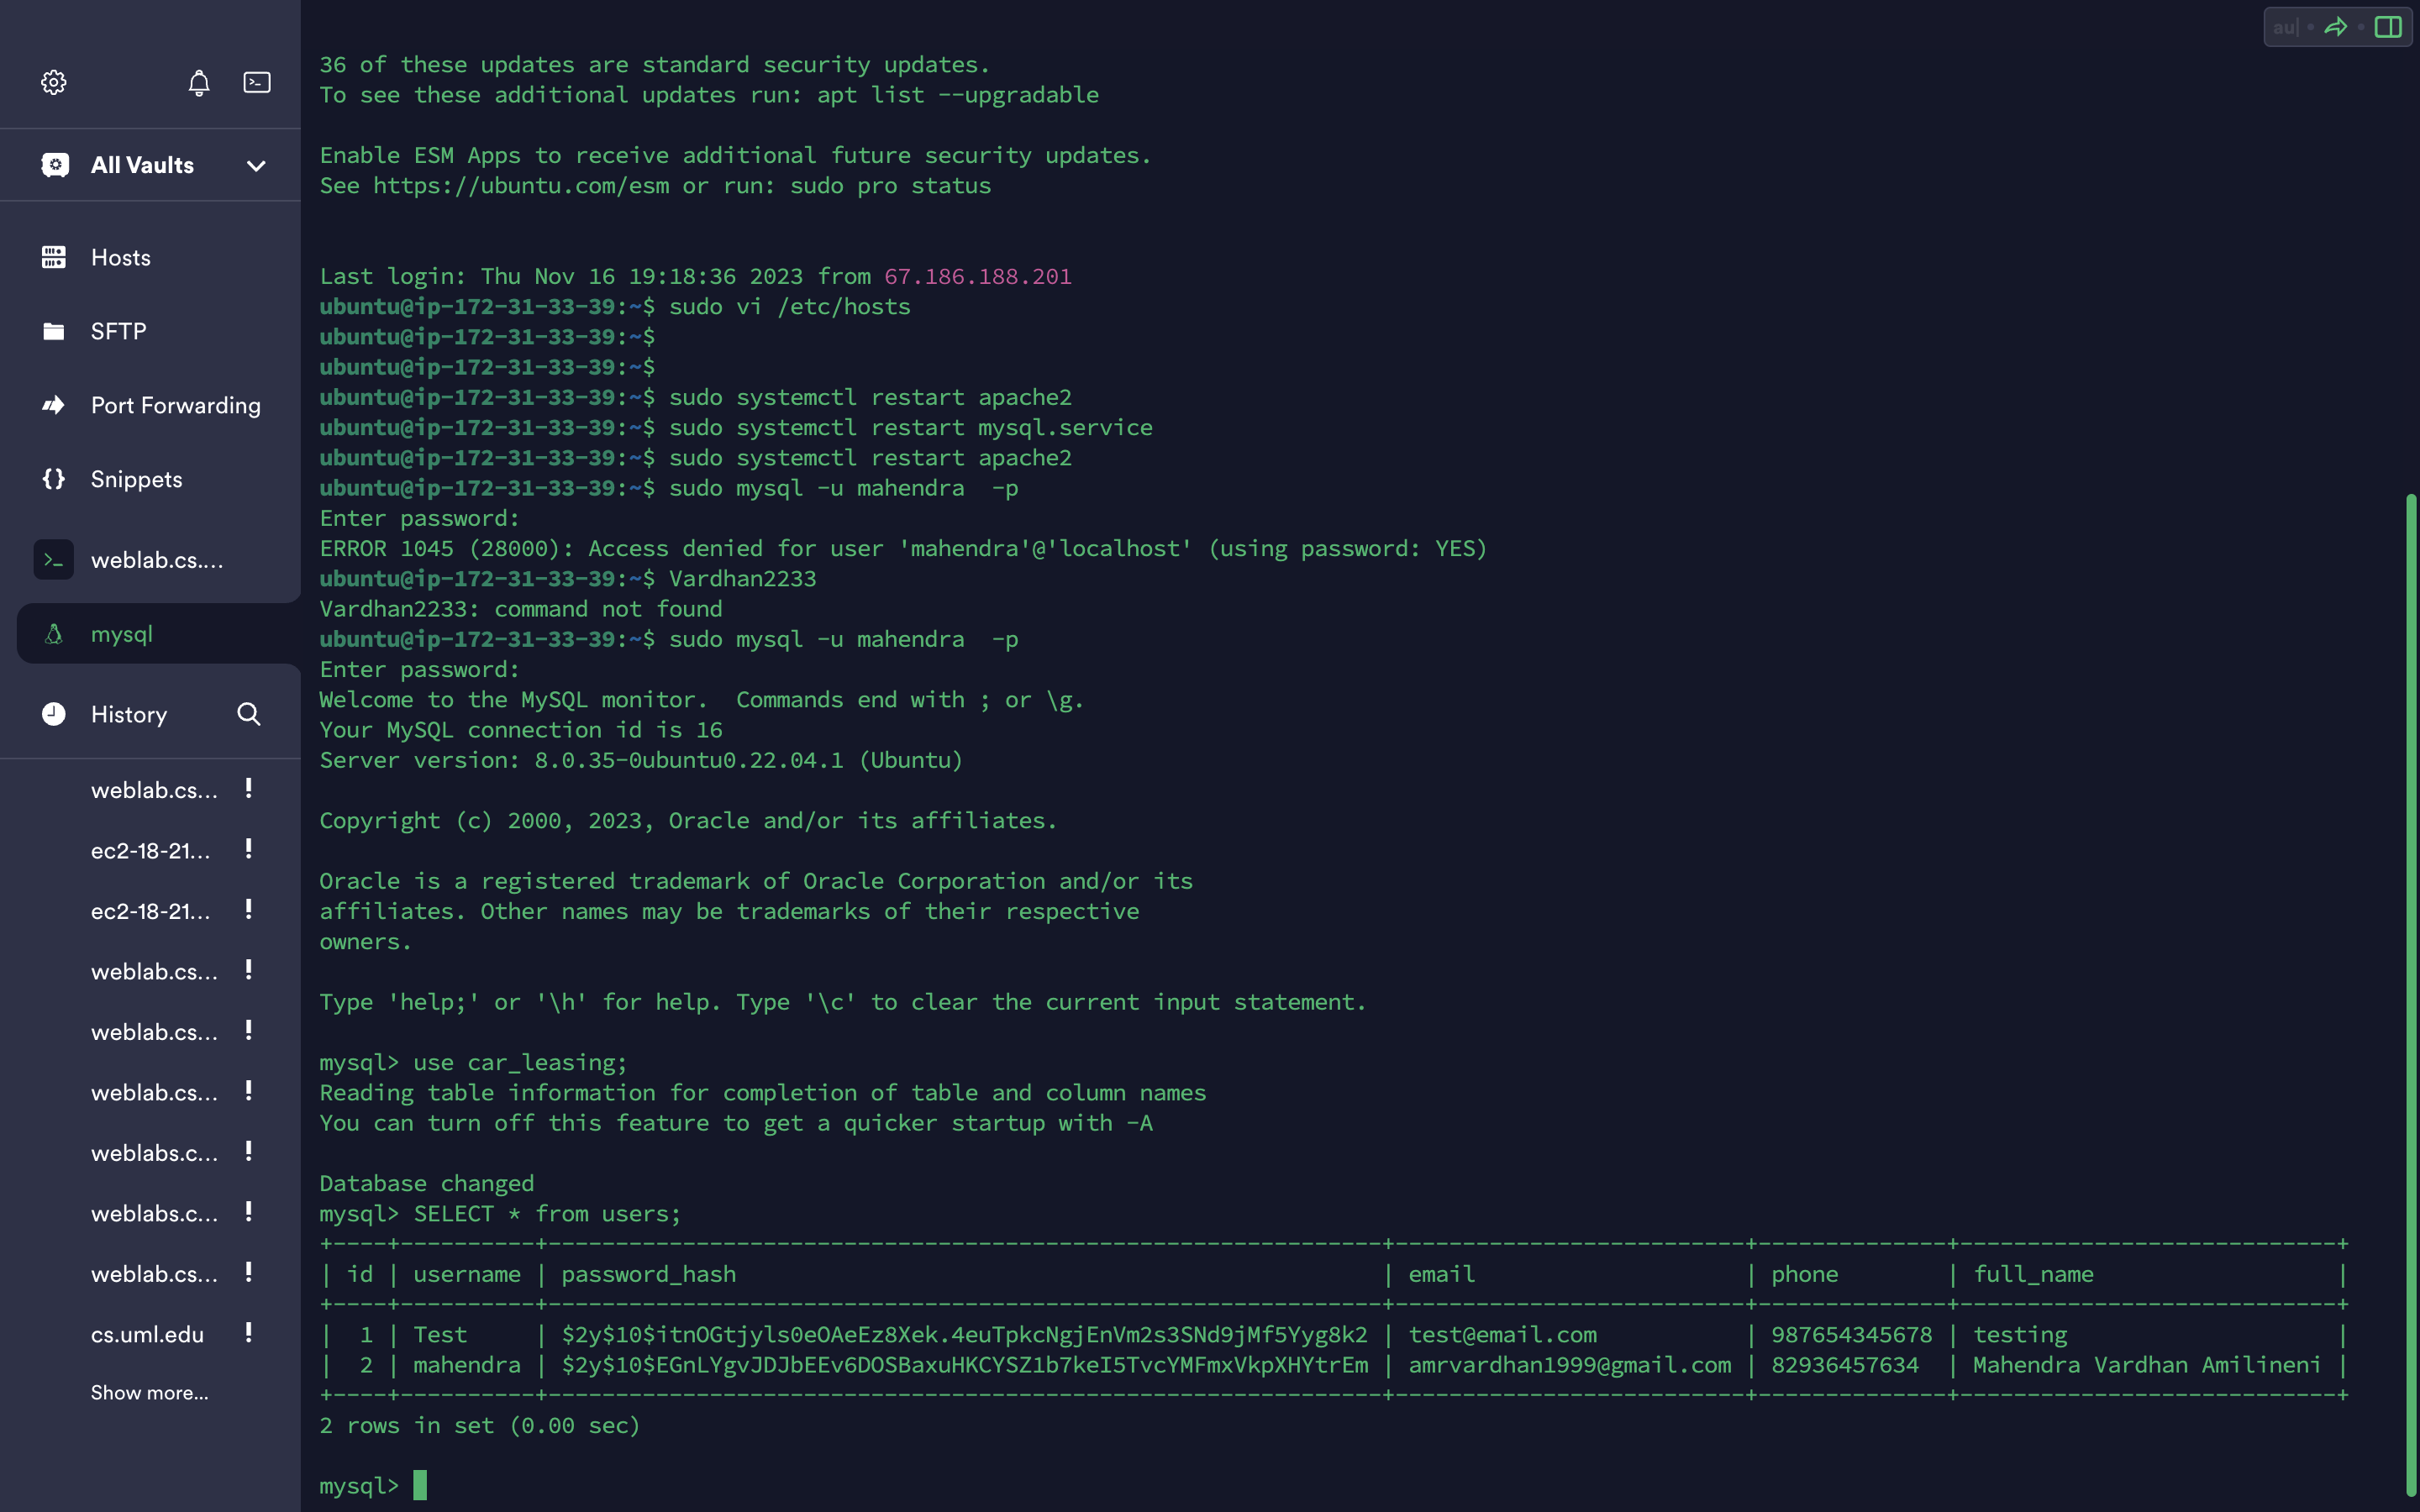 All Vaults
Hosts
SFTP
Port Forwarding
Snippets
weblab.cs....
mysql
History
weblab.cs...
ec2-18-21...
ec2-18-21...
weblab.cs...
weblab.cs...
weblab.cs...
weblabs.c...
weblabs.c...
weblab.cs...
cs.uml.edu
Show more...
au|
36 of these updates are standard security updates.
To see these additional updates run: apt list --upgradable
Enable ESM Apps to receive additional future security updates.
See https://ubuntu.com/esm or run: sudo pro status
Last login: Thu Nov 16 19:18:36 2023 from 67.186.188.201
ubuntu@ip-172-31-33-39:~$ sudo vi /etc/hosts
ubuntu@ip-172-31-33-39:~$
ubuntu@ip-172-31-33-39:~$
ubuntu@ip-172-31-33-39:~$ sudo systemctl restart apache2
ubuntu@ip-172-31-33-39:~$ sudo systemctl restart mysql.service
ubuntu@ip-172-31-33-39:~$ sudo systemctl restart apache2
ubuntu@ip-172-31-33-39:~$ sudo mysql -u mahendra  -p
Enter password:
ERROR 1045 (28000): Access denied for user 'mahendra'@'localhost' (using password: YES)
ubuntu@ip-172-31-33-39:~$ Vardhan2233
Vardhan2233: command not found
ubuntu@ip-172-31-33-39:~$ sudo mysql -u mahendra  -p
Enter password:
Welcome to the MySQL monitor.  Commands end with ; or \g.
Your MySQL connection id is 16
Server version: 8.0.35-0ubuntu0.22.04.1 (Ubuntu)
Copyright (c) 2000, 2023, Oracle and/or its affiliates.
Oracle is a registered trademark of Oracle Corporation and/or its
affiliates. Other names may be trademarks of their respective
owners.
Type 'help;' or '\h' for help. Type '\c' to clear the current input statement.
mysql> use car_leasing;
Reading table information for completion of table and column names
You can turn off this feature to get a quicker startup with -A
Database changed
mysql> SELECT * from users;
+----+----------+--------------------------------------------------------------+--------------------------+--------------+----------------------------+
| id | username | password_hash                                                | email                    | phone        | full_name                  |
+----+----------+--------------------------------------------------------------+--------------------------+--------------+----------------------------+
|  1 | Test     | $2y$10$itnOGtjyls0eOAeEz8Xek.4euTpkcNgjEnVm2s3SNd9jMf5Yyg8k2 | test@email.com           | 987654345678 | testing                    |
|  2 | mahendra | $2y$10$EGnLYgvJDJbEEv6DOSBaxuHKCYSZ1b7keI5TvcYMFmxVkpXHYtrEm | amrvardhan1999@gmail.com | 82936457634  | Mahendra Vardhan Amilineni |
+----+----------+--------------------------------------------------------------+--------------------------+--------------+----------------------------+
2 rows in set (0.00 sec)
mysql>